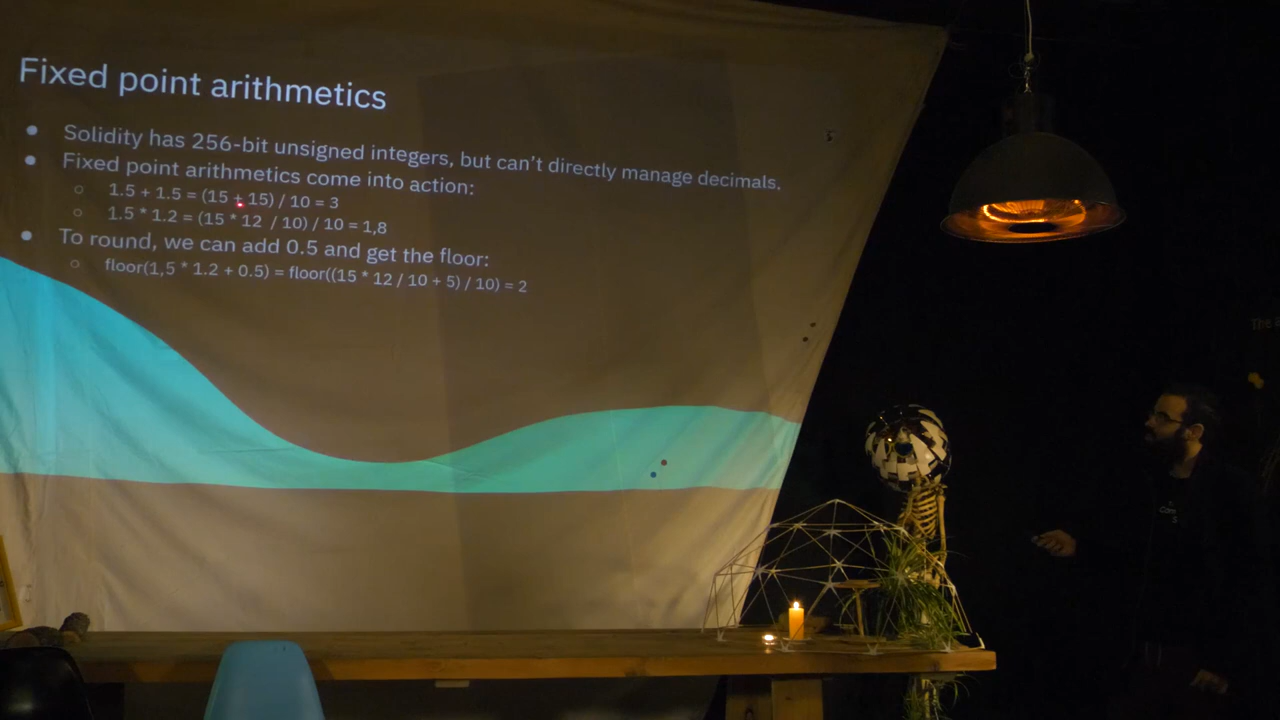 Fixed point arithmetics
● Solidity has 256-bit unsigned integers, but can't directly manage decimals.
● Fixed point arithmetics come into action:
○ 1.5 + 1.5 = (15 + 15) / 10 = 3
○ 1.5 * 1.2 = (15 * 12 / 10) / 10 = 1,8
● To round, we can add 0.5 and get the floor:
○ floor(1,5 * 1.2 + 0.5) = floor((15 * 12 / 10 + 5) / 10) = 2
The